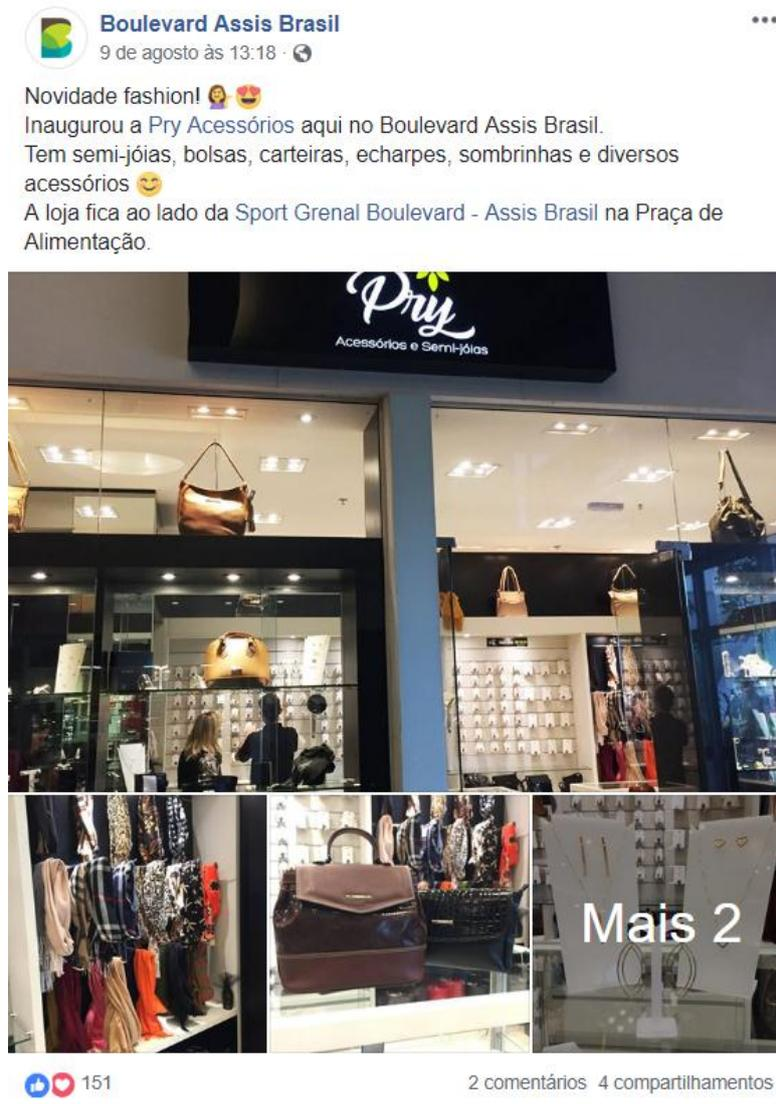 Boulevard Assis Brasil
9 de agosto às 13:18 ·
Novidade fashion! 💁‍♀️😍
Inaugurou a Pry Acessórios aqui no Boulevard Assis Brasil.
Tem semi-jóias, bolsas, carteiras, echarpes, sombrinhas e diversos
acessórios 😊
A loja fica ao lado da Sport Grenal Boulevard - Assis Brasil na Praça de
Alimentação.
Pry
Acessórios e Semi-jóias
Mais 2
151
2 comentários 4 compartilhamentos